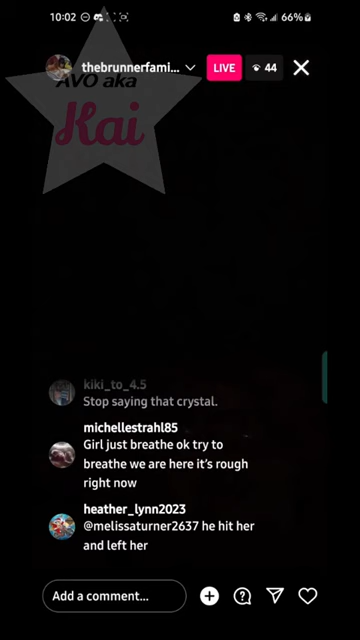 10:02
66%
thebrunnerfami...
LIVE
44
AVO aka
Kai
kiki_to_4.5
Stop saying that crystal.
michellestrahl85
Girl just breathe ok try to
breathe we are here it's rough
right now
heather_lynn2023
@melissaturner2637 he hit her
and left her
Add a comment...